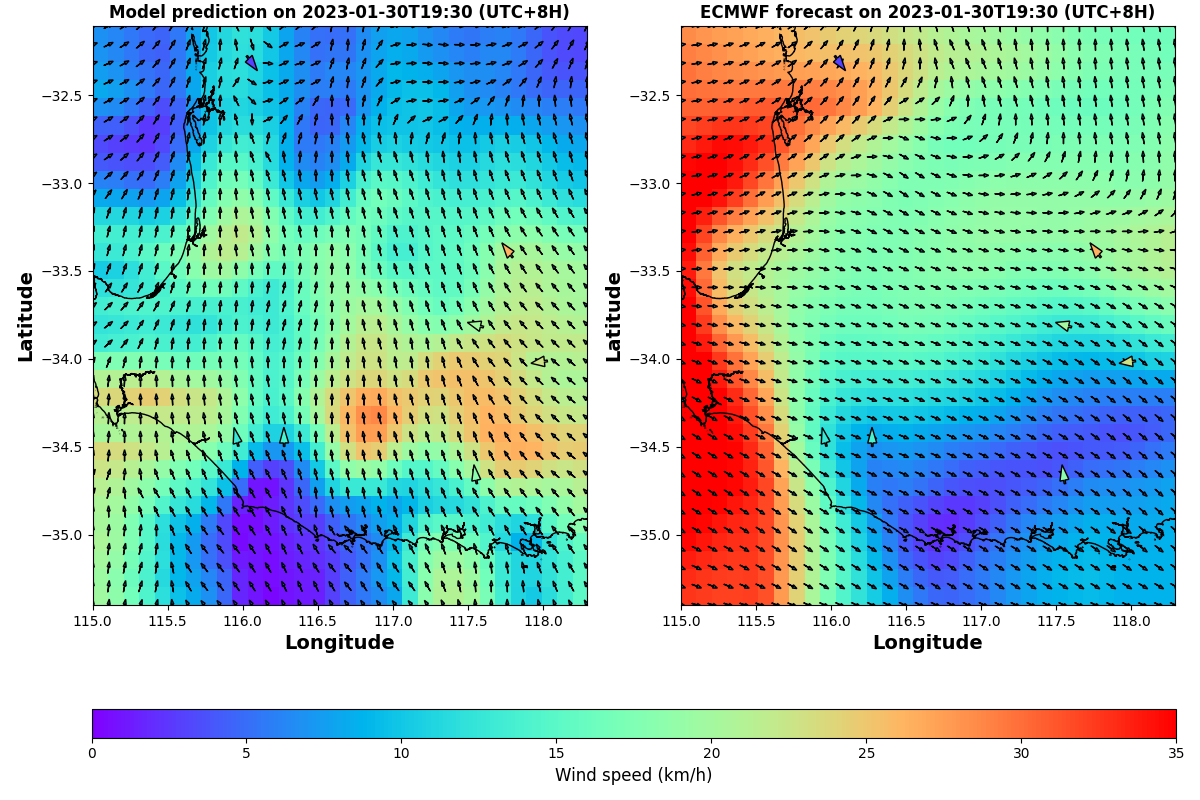 Model prediction on 2023-01-30T19:30 (UTC+8H)
ECMWF forecast on 2023-01-30T19:30 (UTC+8H)
−32.5
−33.0
−33.5
−34.0
−34.5
−35.0
Latitude
−32.5
−33.0
−33.5
−34.0
−34.5
−35.0
Latitude
115.0 115.5 116.0 116.5 117.0 117.5 118.0
115.0 115.5 116.0 116.5 117.0 117.5 118.0
Longitude
Longitude
0 5 10 15 20 25 30 35
Wind speed (km/h)